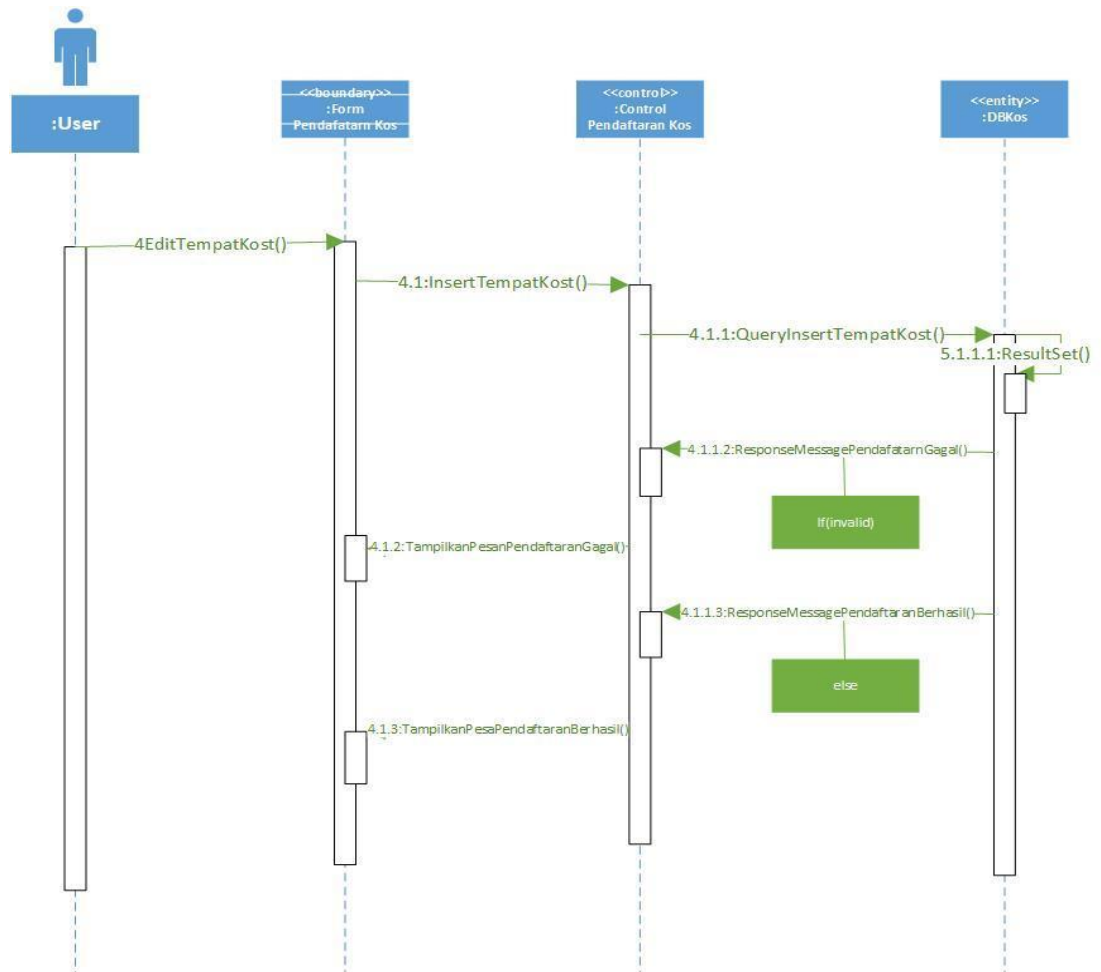 :User
<<boundary>>
:Form
Pendafatarn Kos
<<control>>
:Control
Pendaftaran Kos
<<entity>>
:DBKos
4EditTempatKost()
4.1:InsertTempatKost()
4.1.1:QueryInsertTempatKost()
5.1.1.1:ResultSet()
4.1.1.2:ResponseMessagePendafatarnGagal()
If(invalid)
4.1.2:TampilkanPesanPendaftaranGagal()
4.1.1.3:ResponseMessagePendaftaranBerhasil()
else
4.1.3:TampilkanPesaPendaftaranBerhasil()